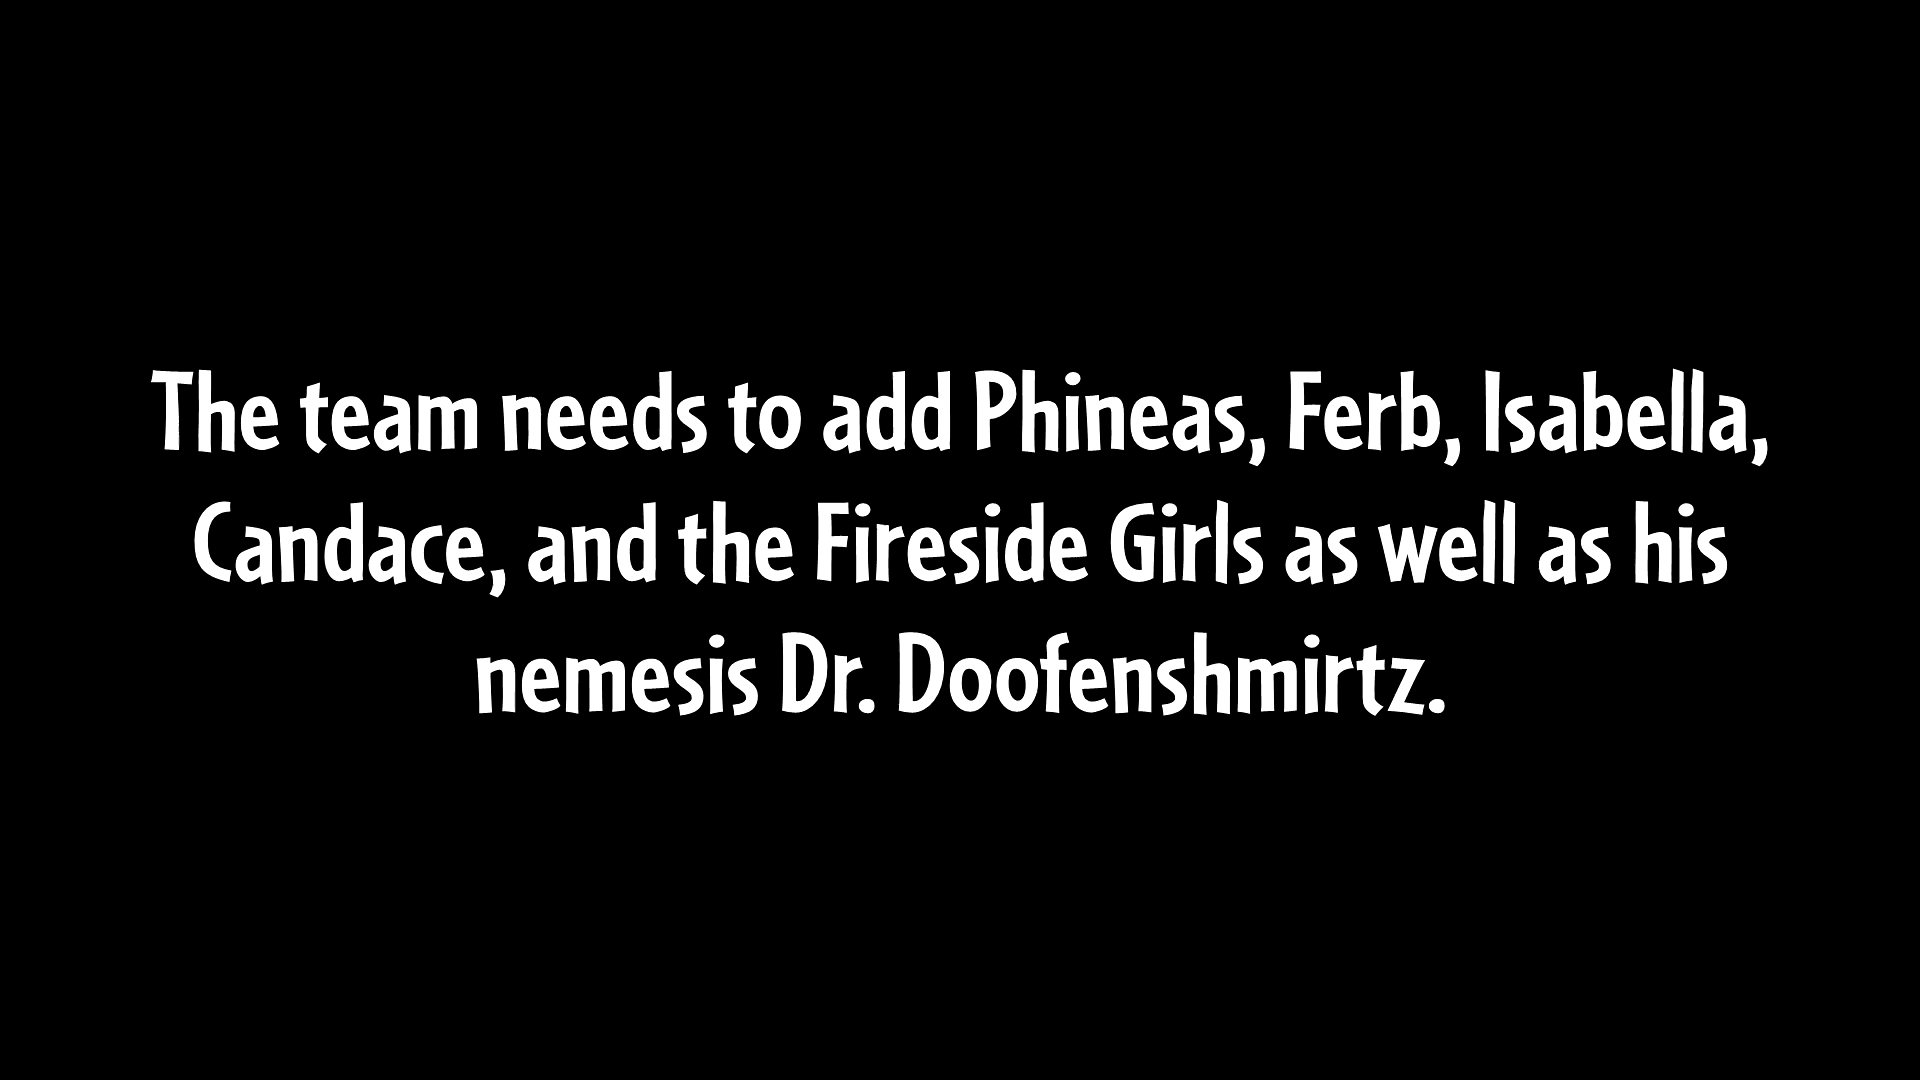 The team needs to add Phineas, Ferb, Isabella,
Candace, and the Fireside Girls as well as his
nemesis Dr. Doofenshmirtz.